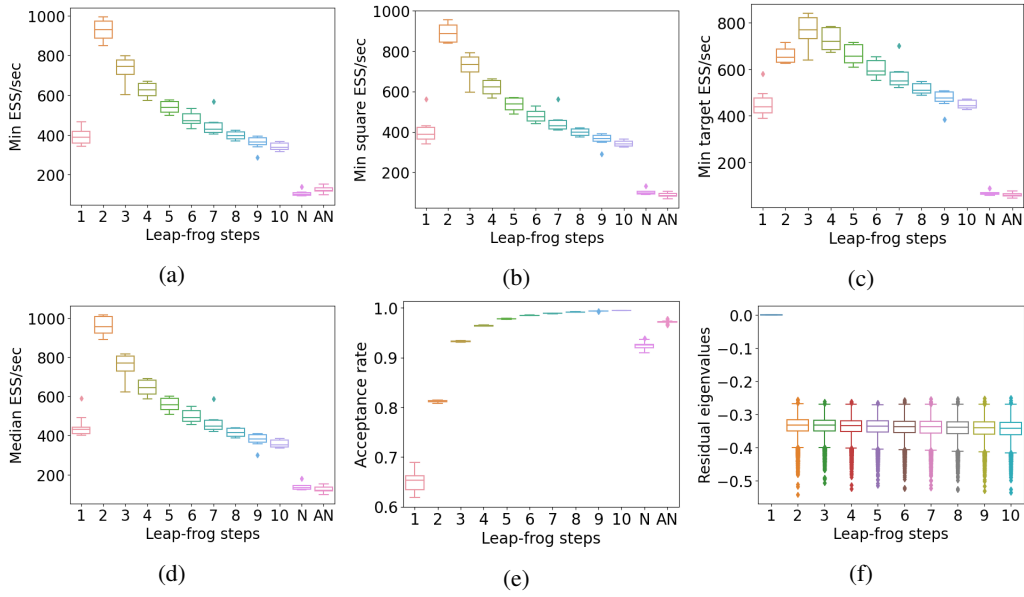 Min ESS/sec
1000
800
600
400
200
1 2 3 4 5 6 7 8 9 10 N AN
Leap-frog steps
(a)
Min square ESS/sec
1000
800
600
400
200
1 2 3 4 5 6 7 8 9 10 N AN
Leap-frog steps
(b)
Min target ESS/sec
800
600
400
200
1 2 3 4 5 6 7 8 9 10 N AN
Leap-frog steps
(c)
Median ESS/sec
1000
800
600
400
200
1 2 3 4 5 6 7 8 9 10 N AN
Leap-frog steps
(d)
Acceptance rate
1.0
0.9
0.8
0.7
0.6
1 2 3 4 5 6 7 8 9 10 N AN
Leap-frog steps
(e)
Residual eigenvalues
0.0
−0.1
−0.2
−0.3
−0.4
−0.5
1 2 3 4 5 6 7 8 9 10
Leap-frog steps
(f)